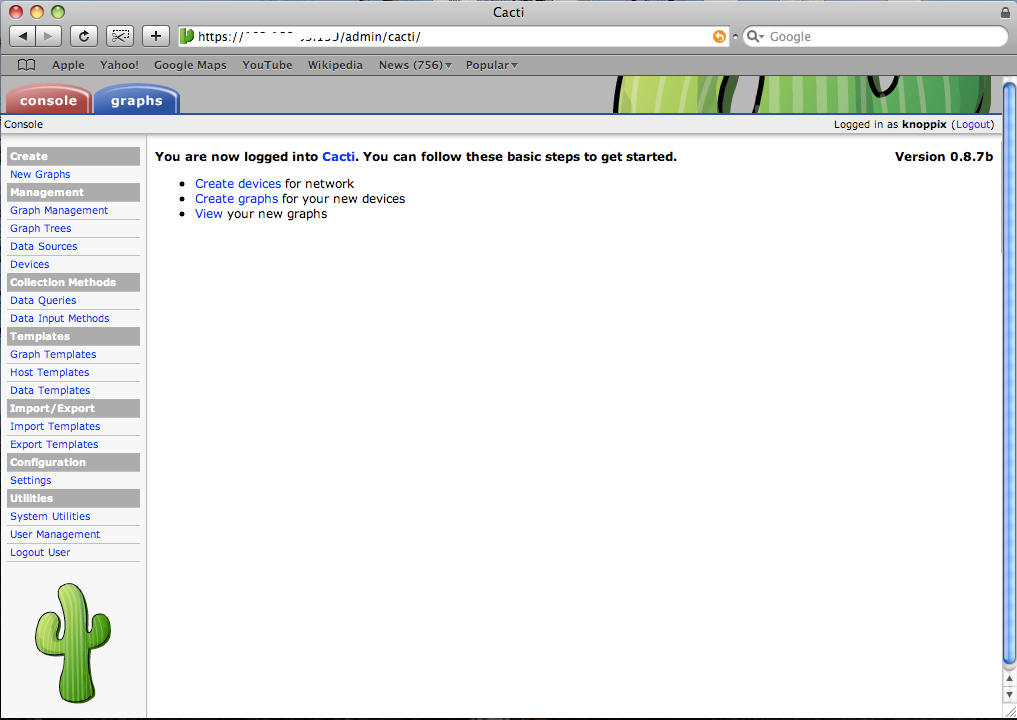 Cacti
https:// /admin/cacti/
Google
Apple Yahoo! Google Maps YouTube Wikipedia News (756) Popular
console graphs
Console
Logged in as knoppix (Logout)
Create
New Graphs
Management
Graph Management
Graph Trees
Data Sources
Devices
Collection Methods
Data Queries
Data Input Methods
Templates
Graph Templates
Host Templates
Data Templates
Import/Export
Import Templates
Export Templates
Configuration
Settings
Utilities
System Utilities
User Management
Logout User
You are now logged into Cacti. You can follow these basic steps to get started.
Version 0.8.7b
• Create devices for network
• Create graphs for your new devices
• View your new graphs